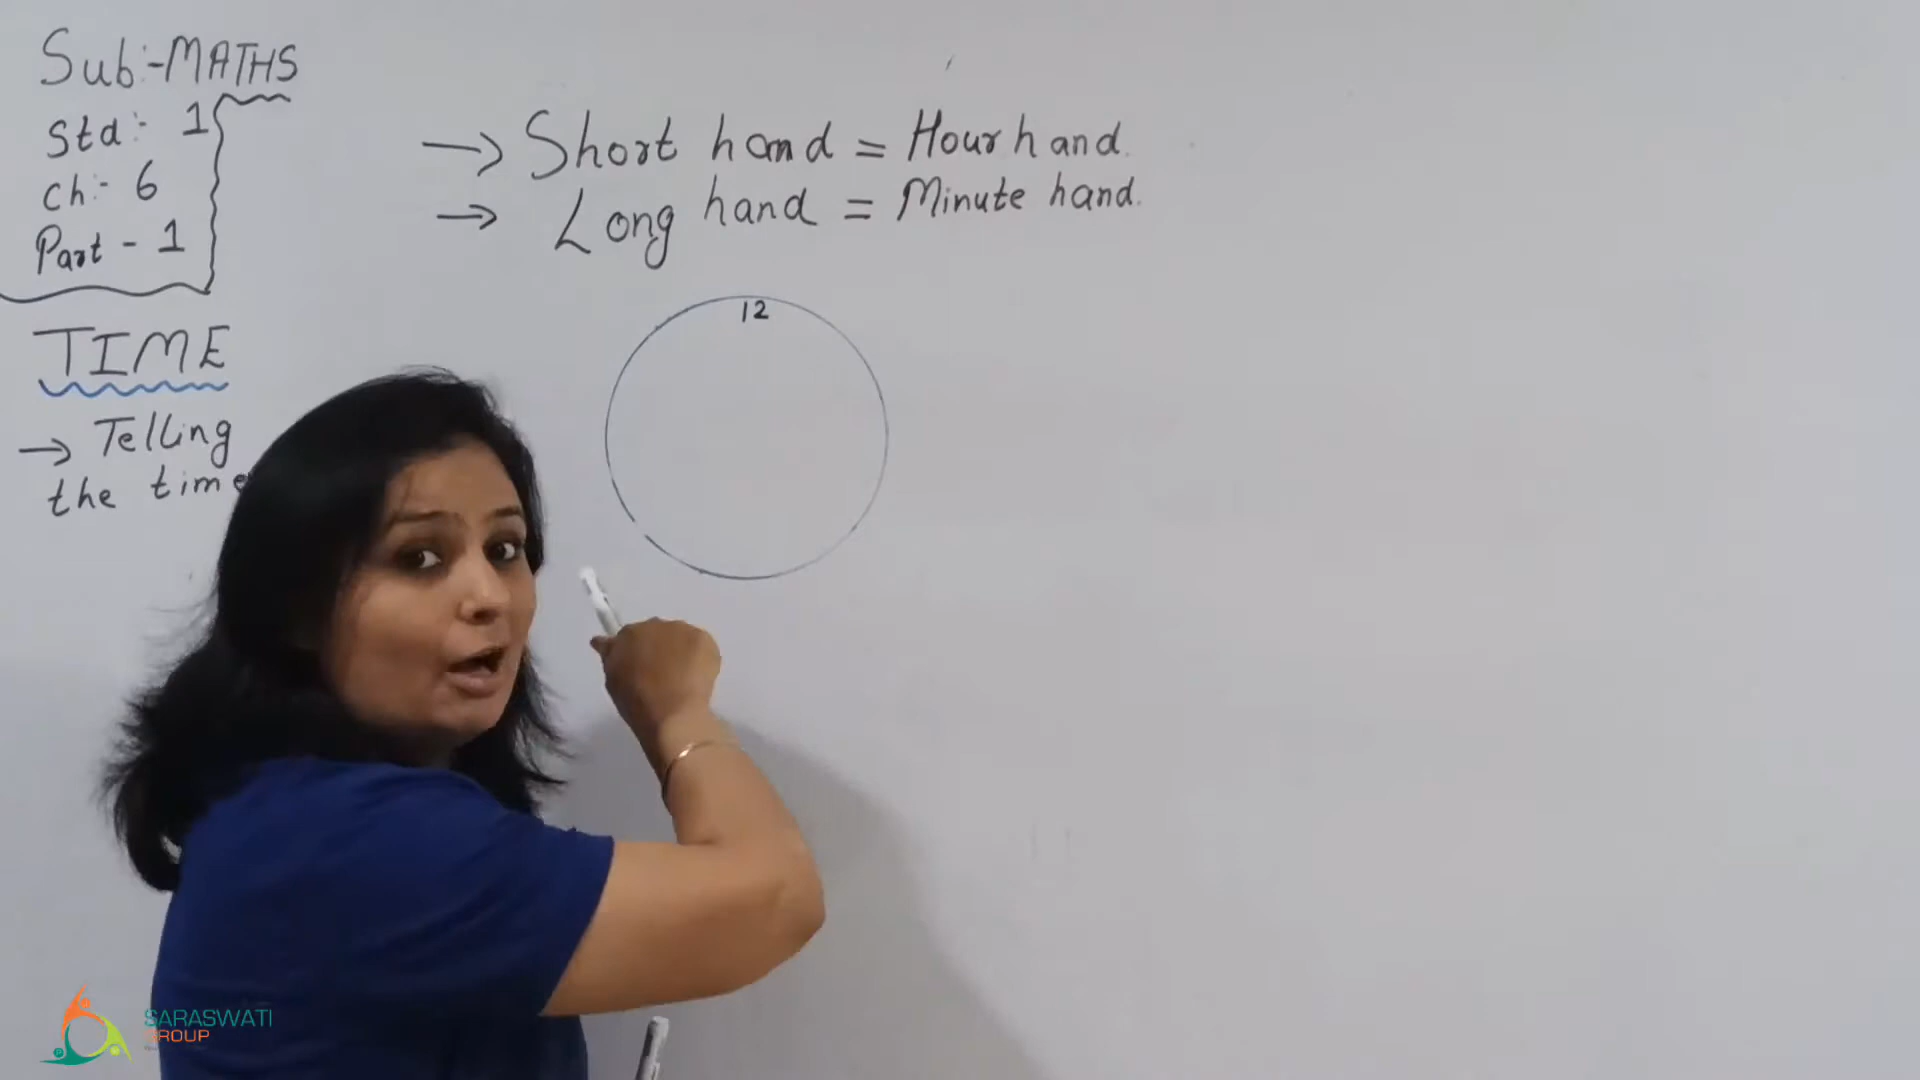 Sub:-MATHS
Std:- 1
Ch:- 6
Part - 1
TIME
→ Telling
the time
→ Short hand = Hour hand.
→ Long hand = Minute hand.
12
SARASWATI
GROUP